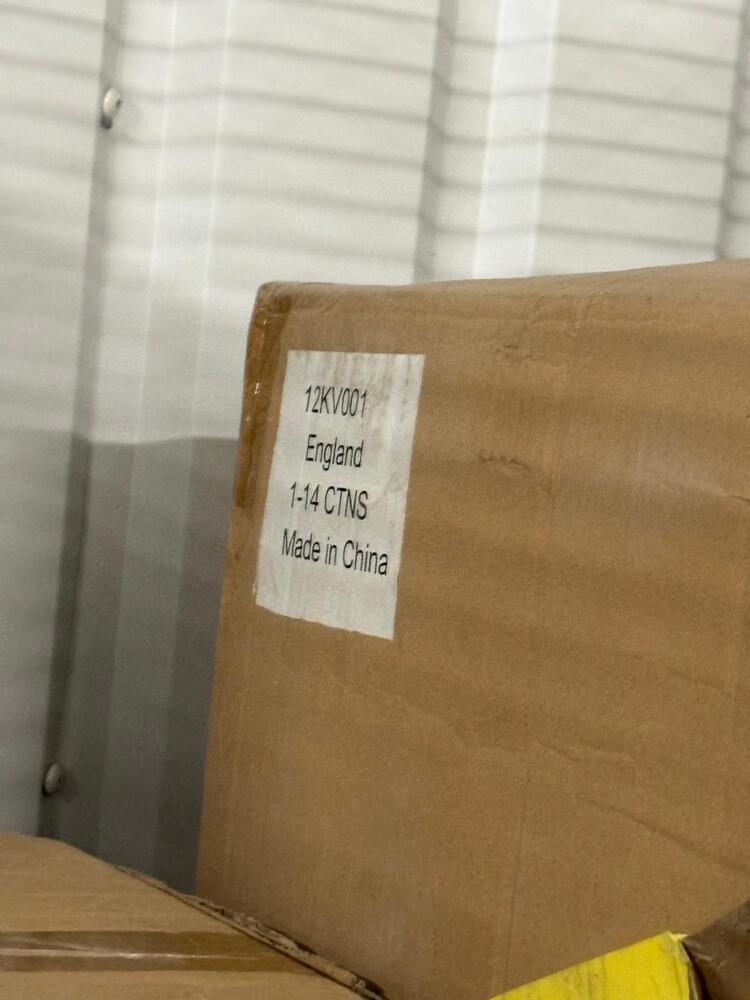 12KV001
England
1-14 CTNS
Made in China